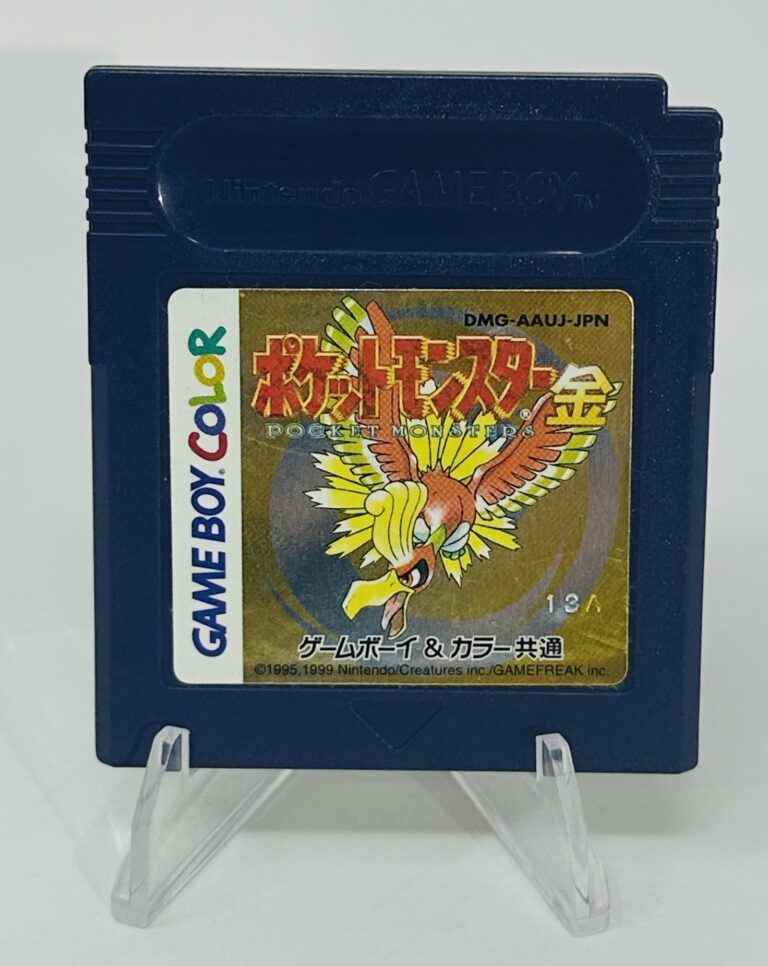 Nintendo GAME BOY™
GAME BOY COLOR
DMG-AAUJ-JPN
ポケットモンスター金
POCKET MONSTERS®
13A
ゲームボーイ & カラー共通
©1995,1999 Nintendo/Creatures inc./GAMEFREAK inc.